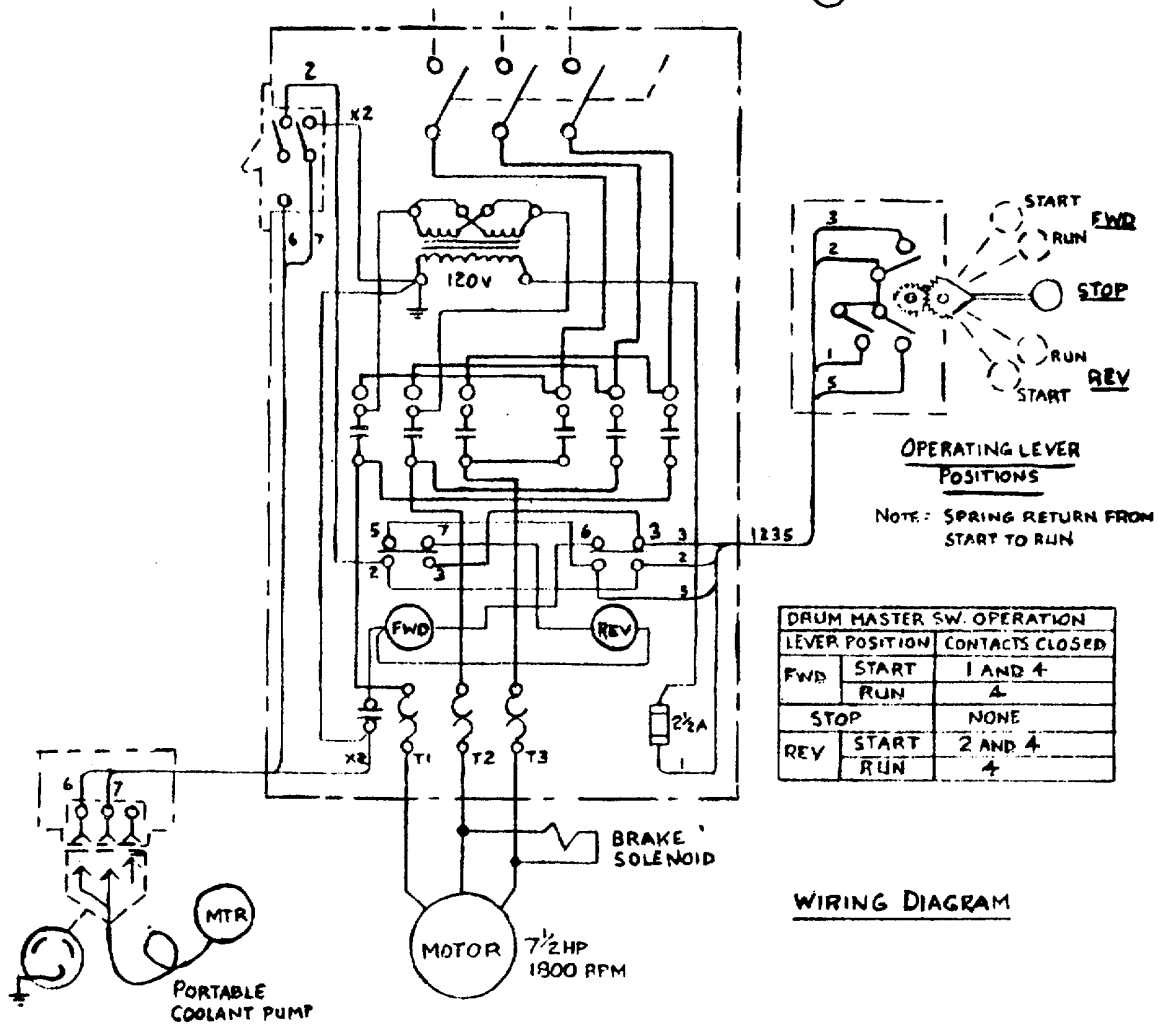 2
X2
6 7
120V
3
2
1
5
START
FWD
RUN
STOP
RUN
REV
START
OPERATING LEVER
POSITIONS
NOTE: SPRING RETURN FROM
START TO RUN
5 7 6 3 3 1235
2 3 2
5
FWD REV
2½A
X2 T1 T2 T3 1
DRUM MASTER SW. OPERATION
LEVER POSITION CONTACTS CLOSED
FWD START 1 AND 4
RUN 4
STOP NONE
REV START 2 AND 4
RUN 4
6 7
BRAKE
SOLENOID
WIRING DIAGRAM
MTR
MOTOR 7½HP
1800 RPM
PORTABLE
COOLANT PUMP